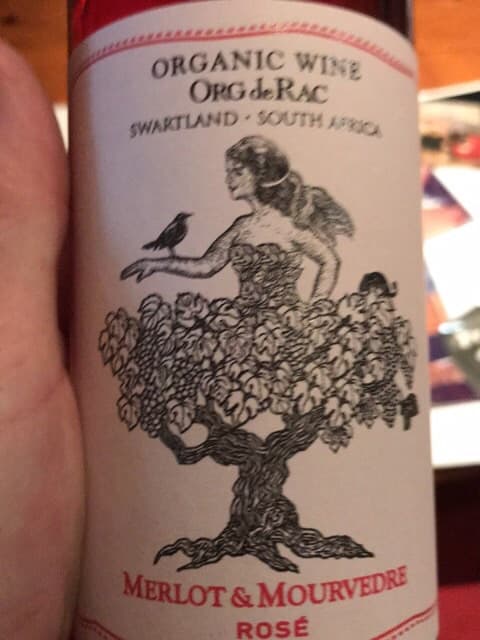 ORGANIC WINE
ORG de RAC
SWARTLAND · SOUTH AFRICA
MERLOT & MOURVEDRE
ROSÉ